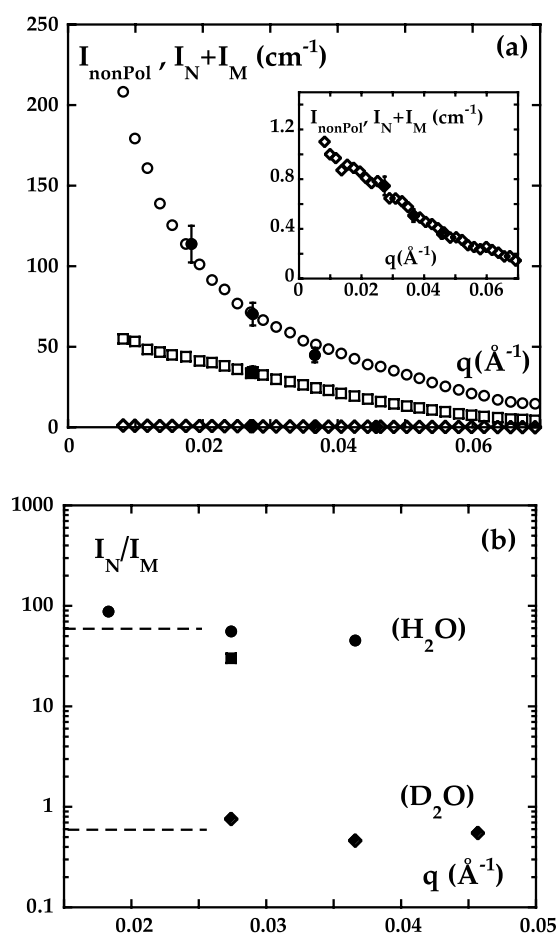 250
200
150
100
50
0
0
0.02
0.04
0.06
(a)
I_nonPol , I_N+I_M (cm^-1)
q(Å^-1)
1.2
0.8
0.4
0
0
0.02
0.04
0.06
I_nonPol, I_N+I_M (cm^-1)
q(Å^-1)
1000
100
10
1
0.1
0.02
0.03
0.04
0.05
(b)
I_N/I_M
(H_2O)
(D_2O)
q (Å^-1)